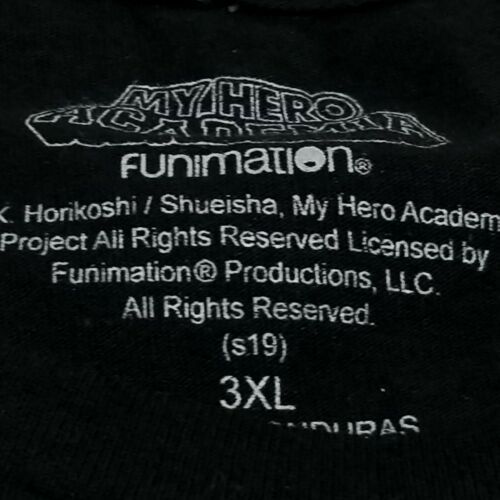 MY HERO
ACADEMIA
FUNIMATION®
K. Horikoshi / Shueisha, My Hero Academ
Project All Rights Reserved Licensed by
Funimation® Productions, LLC.
All Rights Reserved.
(s19)
3XL